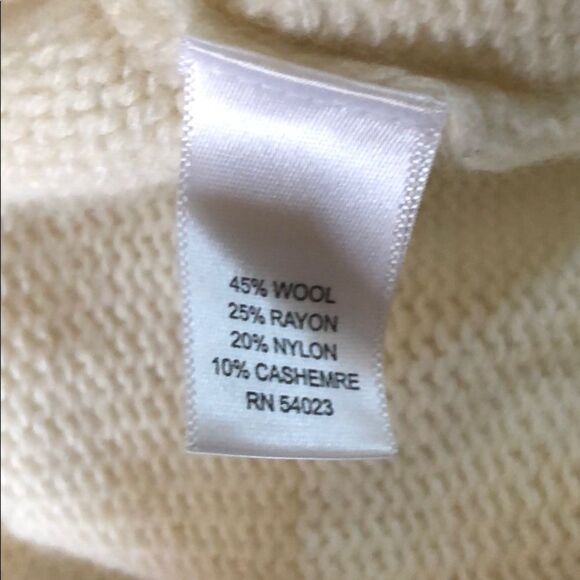 45% WOOL
25% RAYON
20% NYLON
10% CASHEMRE
RN 54023